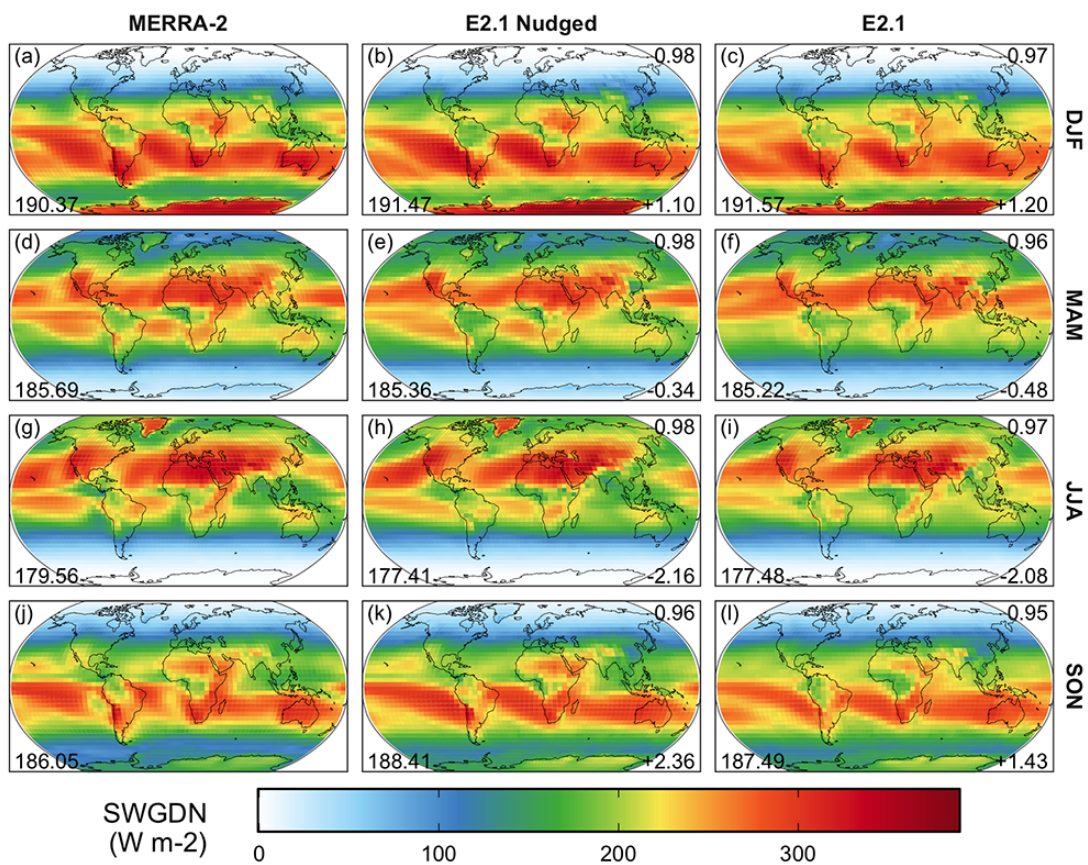 MERRA-2 E2.1 Nudged E2.1
(a) (b) 0.98 (c) 0.97
DJF
190.37 191.47 +1.10 191.57 +1.20
(d) (e) 0.98 (f) 0.96
MAM
185.69 185.36 -0.34 185.22 -0.48
(g) (h) 0.98 (i) 0.97
JJA
179.56 177.41 -2.16 177.48 -2.08
(j) (k) 0.96 (l) 0.95
SON
186.05 188.41 +2.36 187.49 +1.43
SWGDN
(W m-2)
0 100 200 300